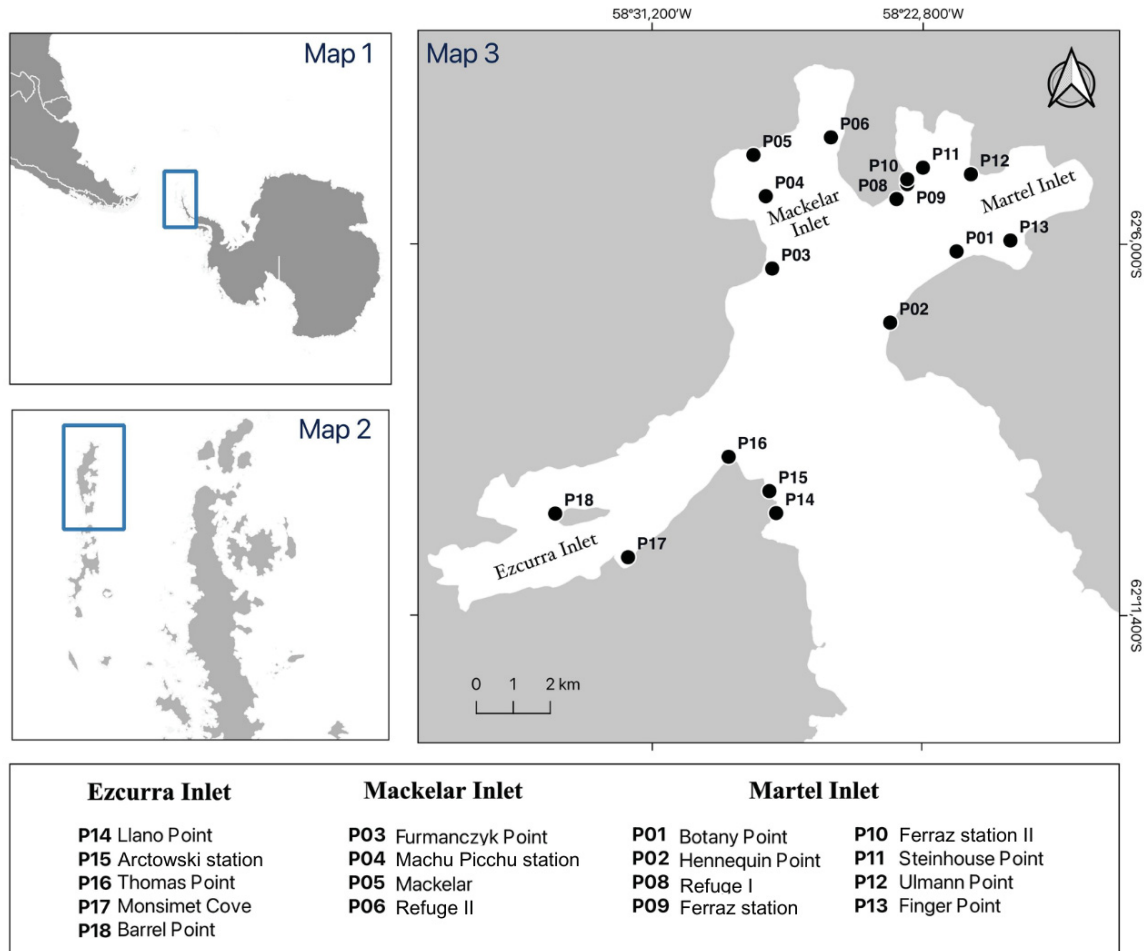 58°31,200'W
58°22,800'W
Map 1
Map 2
Map 3
P05
P06
P04
Mackelar
Inlet
P03
P10
P11
P12
P08
P09
Martel Inlet
P01
P13
P02
62°6,000'S
P16
P15
P14
P18
P17
Ezcurra Inlet
62°11,400'S
0 1 2 km
Ezcurra Inlet
P14 Llano Point
P15 Arctowski station
P16 Thomas Point
P17 Monsimet Cove
P18 Barrel Point
Mackelar Inlet
P03 Furmanczyk Point
P04 Machu Picchu station
P05 Mackelar
P06 Refuge II
Martel Inlet
P01 Botany Point
P02 Hennequin Point
P08 Refuge I
P09 Ferraz station
P10 Ferraz station II
P11 Steinhouse Point
P12 Ulmann Point
P13 Finger Point